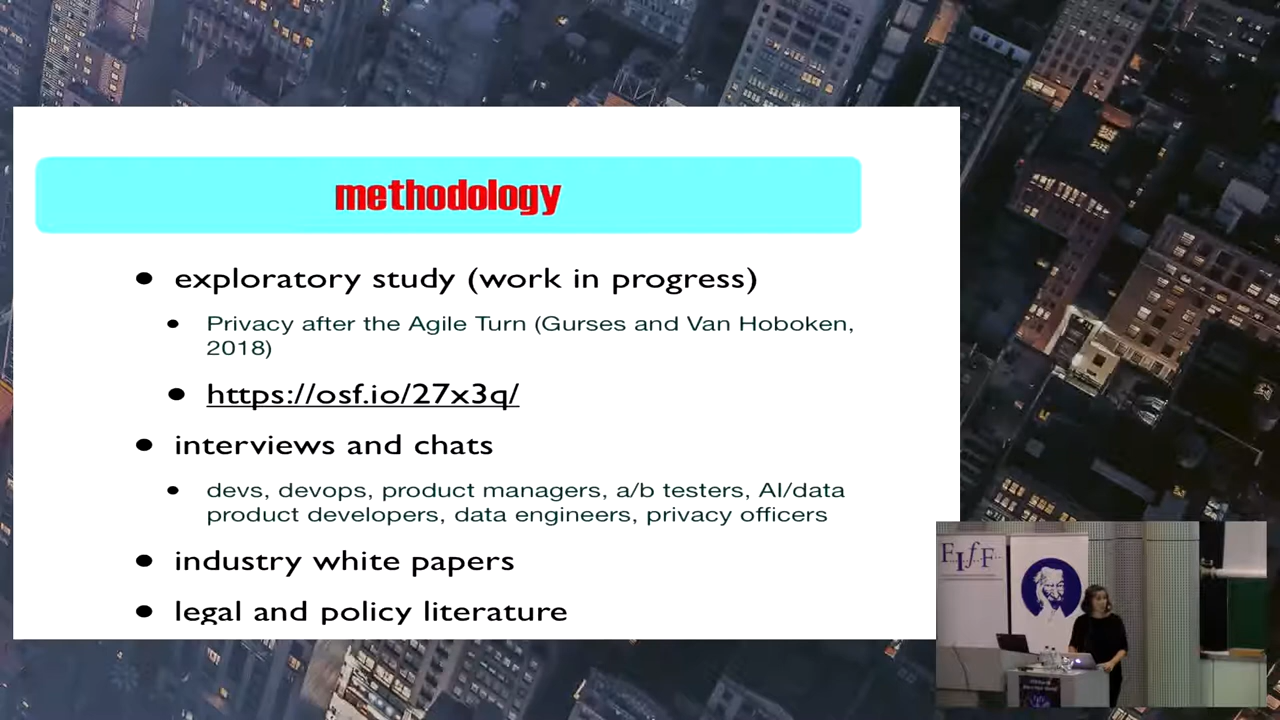 methodology
exploratory study (work in progress)
Privacy after the Agile Turn (Gurses and Van Hoboken,
2018)
https://osf.io/27x3q/
interviews and chats
devs, devops, product managers, a/b testers, AI/data
product developers, data engineers, privacy officers
industry white papers
legal and policy literature
FIfF